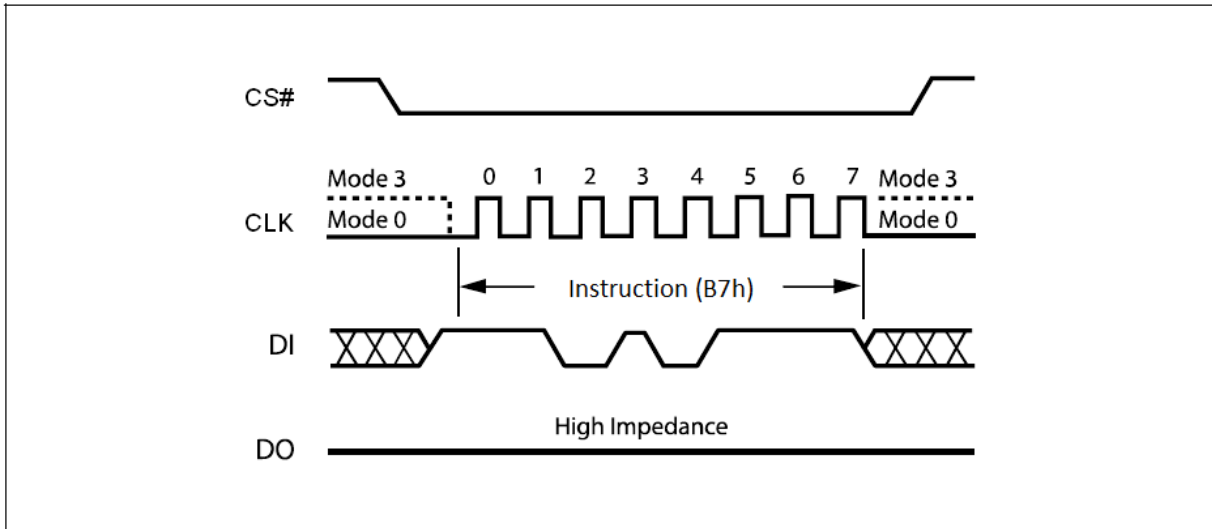 CS#
Mode 3 0 1 2 3 4 5 6 7 Mode 3
CLK Mode 0 Mode 0
Instruction (B7h)
DI
High Impedance
DO